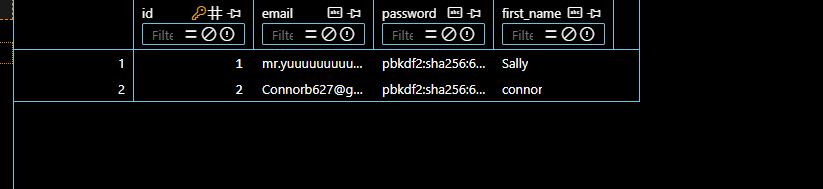 id email password first_name
Filte Filte Filte Filte
1 1 mr.yuuuuuuuuu... pbkdf2:sha256:6... Sally
2 2 Connorb627@g... pbkdf2:sha256:6... connor